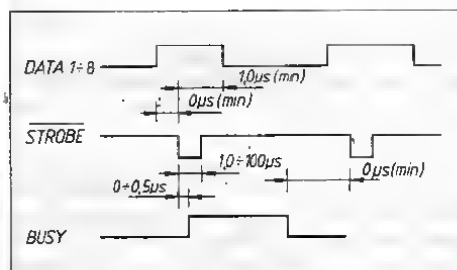 DATA 1÷8
1,0μs (min)
0μs (min)
STROBE
1,0÷100μs
0÷0,5μs
0μs (min)
BUSY